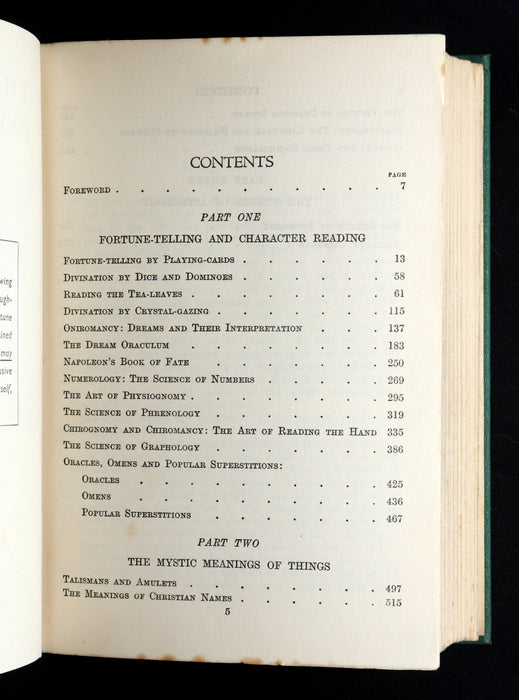 CONTENTS
PAGE
FOREWORD . . . . . . . . . . 7
PART ONE
FORTUNE-TELLING AND CHARACTER READING
FORTUNE-TELLING BY PLAYING-CARDS . . . . . . 13
DIVINATION BY DICE AND DOMINOES . . . . . . 58
READING THE TEA-LEAVES . . . . . . . . 61
DIVINATION BY CRYSTAL-GAZING . . . . . . . 115
ONIROMANCY: DREAMS AND THEIR INTERPRETATION . . . 137
THE DREAM ORACULUM . . . . . . . . 183
NAPOLEON'S BOOK OF FATE . . . . . . . 250
NUMEROLOGY: THE SCIENCE OF NUMBERS . . . . . 269
THE ART OF PHYSIOGNOMY . . . . . . . . 295
THE SCIENCE OF PHRENOLOGY . . . . . . . 319
CHIROGNOMY AND CHIROMANCY: THE ART OF READING THE HAND 335
THE SCIENCE OF GRAPHOLOGY . . . . . . . 386
ORACLES, OMENS AND POPULAR SUPERSTITIONS:
ORACLES . . . . . . . . . 425
OMENS . . . . . . . . . 436
POPULAR SUPERSTITIONS . . . . . . . 467
PART TWO
THE MYSTIC MEANINGS OF THINGS
TALISMANS AND AMULETS . . . . . . . . 497
THE MEANINGS OF CHRISTIAN NAMES . . . . . . 515
5
may
self,